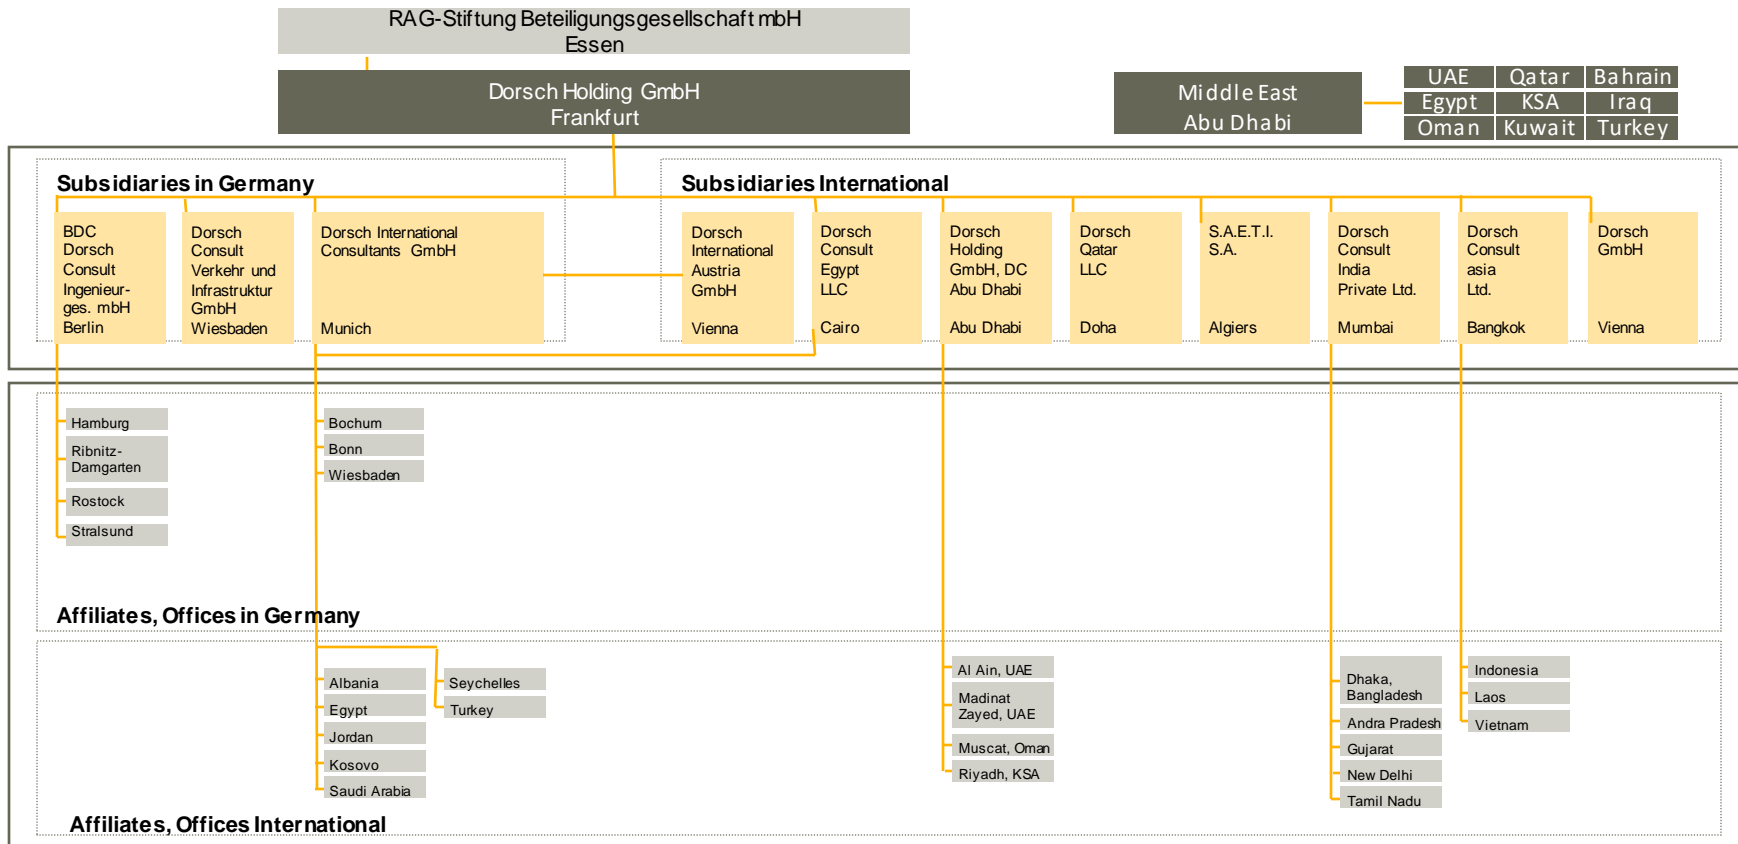 RAG-Stiftung Beteiligungsgesellschaft mbH
Essen
Dorsch Holding GmbH
Frankfurt
Middle East
Abu Dhabi
UAE Qatar Bahrain
Egypt KSA Iraq
Oman Kuwait Turkey
Subsidiaries in Germany
Subsidiaries International
BDC
Dorsch
Consult
Ingenieur-
ges. mbH
Berlin
Dorsch
Consult
Verkehr und
Infrastruktur
GmbH
Wiesbaden
Dorsch International
Consultants GmbH
Munich
Dorsch
International
Austria
GmbH
Vienna
Dorsch
Consult
Egypt
LLC
Cairo
Dorsch
Holding
GmbH, DC
Abu Dhabi
Abu Dhabi
Dorsch
Qatar
LLC
Doha
S.A.E.T.I.
S.A.
Algiers
Dorsch
Consult
India
Private Ltd.
Mumbai
Dorsch
Consult
asia
Ltd.
Bangkok
Dorsch
GmbH
Vienna
Hamburg
Ribnitz-
Damgarten
Rostock
Stralsund
Bochum
Bonn
Wiesbaden
Affiliates, Offices in Germany
Albania
Egypt
Jordan
Kosovo
Saudi Arabia
Seychelles
Turkey
Al Ain, UAE
Madinat
Zayed, UAE
Muscat, Oman
Riyadh, KSA
Dhaka,
Bangladesh
Andra Pradesh
Gujarat
New Delhi
Tamil Nadu
Indonesia
Laos
Vietnam
Affiliates, Offices International